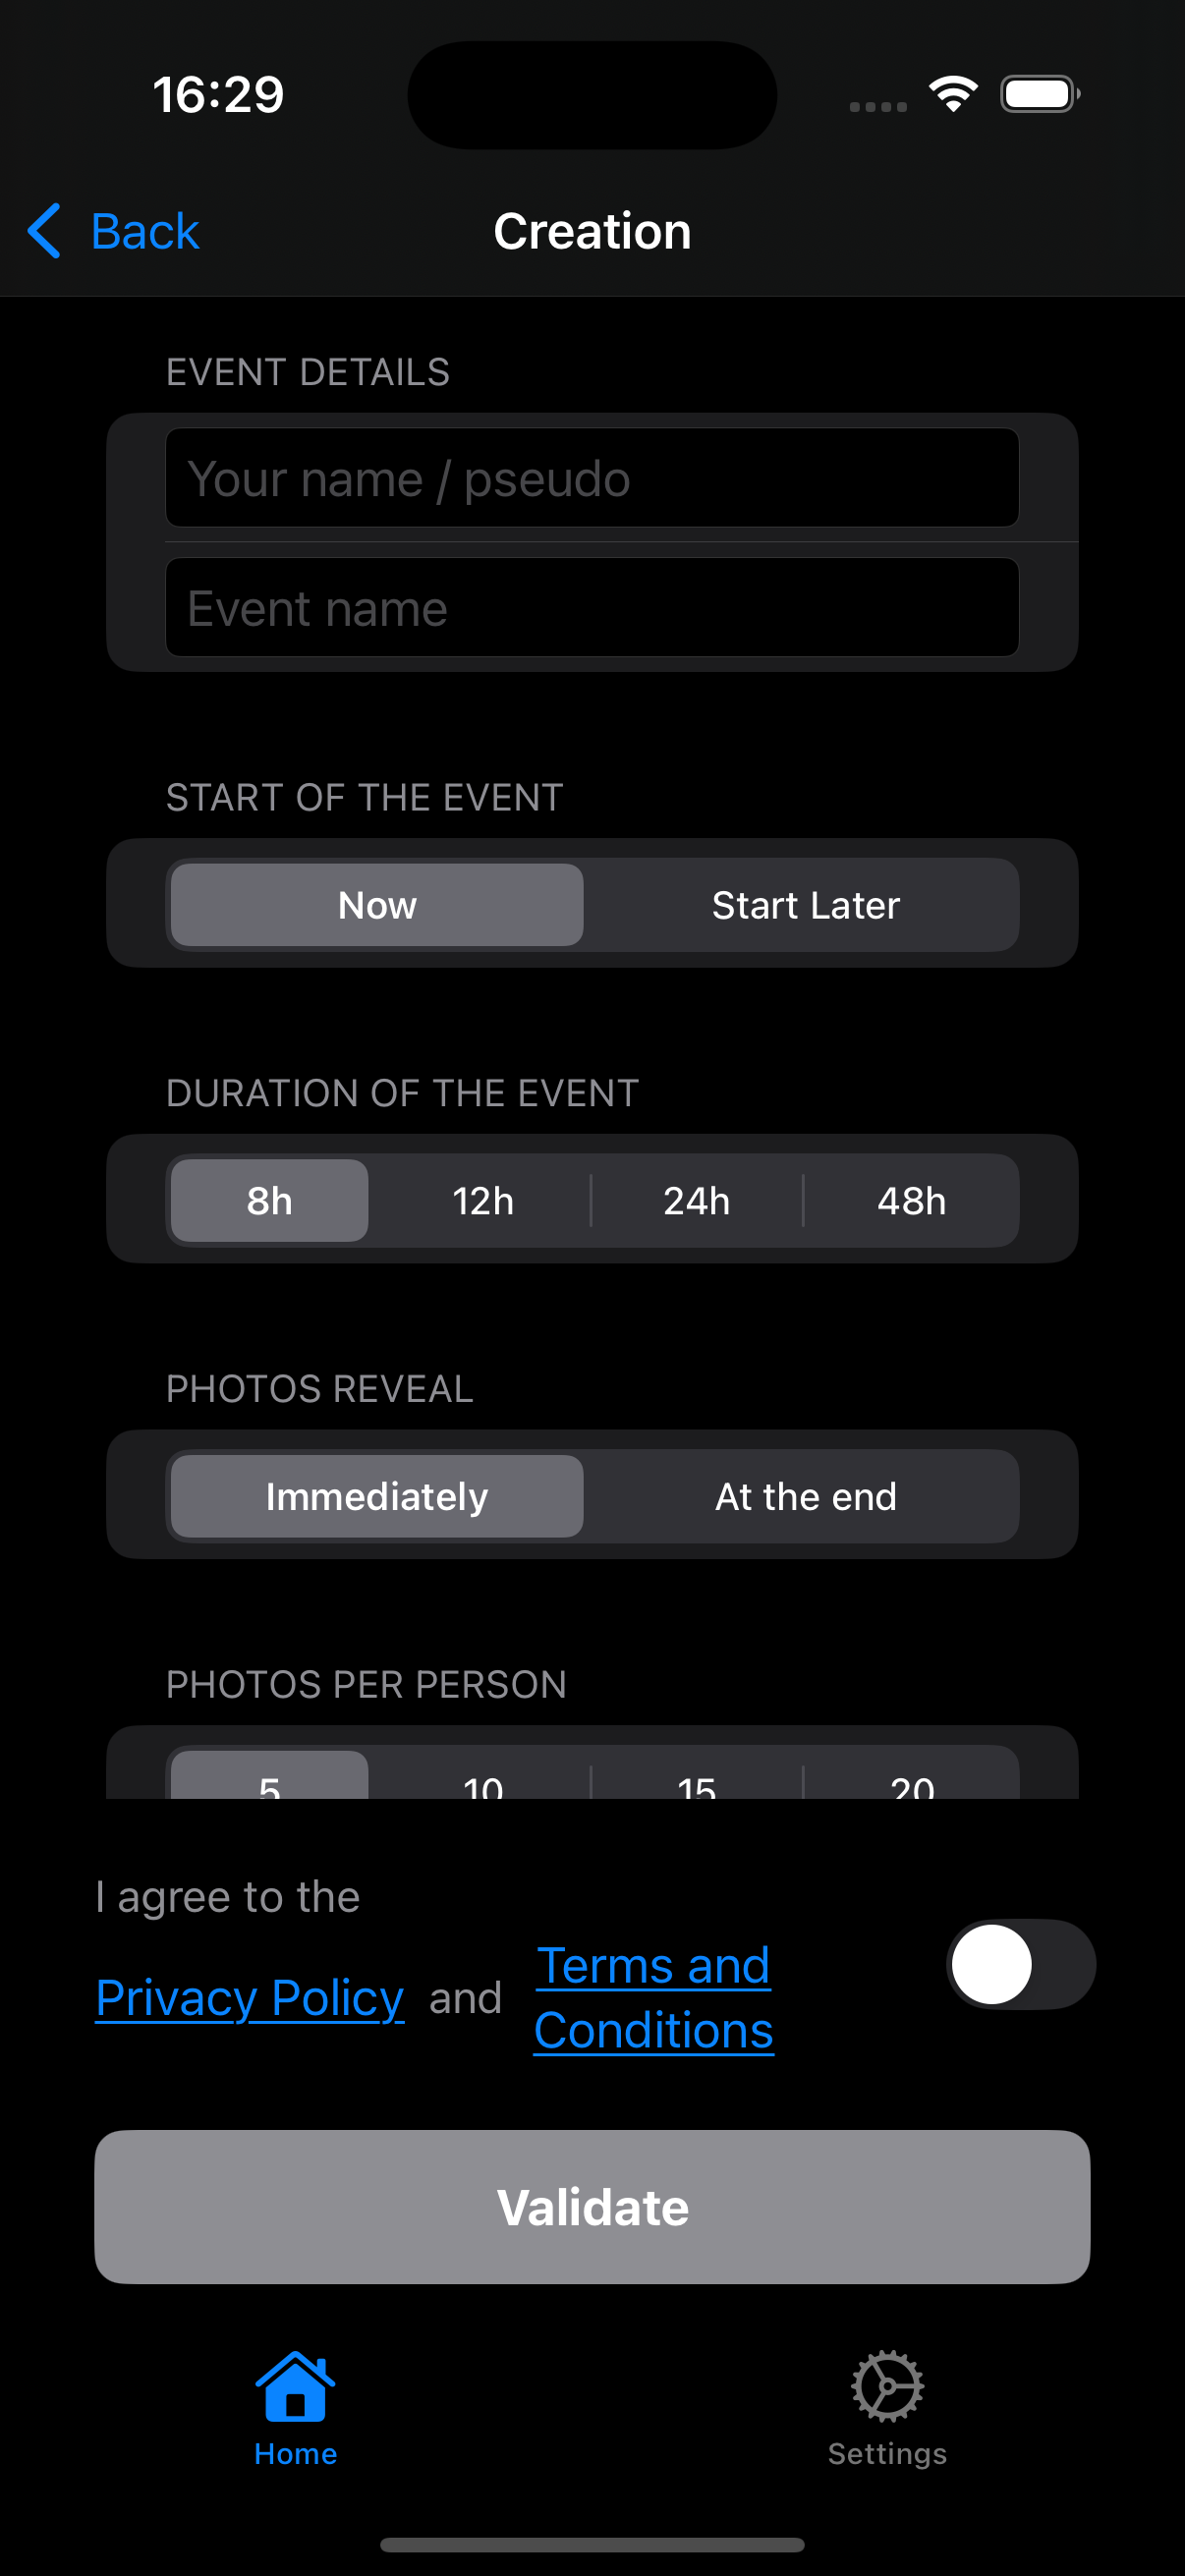 16:29
Back
Creation
EVENT DETAILS
Your name / pseudo
Event name
START OF THE EVENT
Now
Start Later
DURATION OF THE EVENT
8h
12h
24h
48h
PHOTOS REVEAL
Immediately
At the end
PHOTOS PER PERSON
5
10
15
20
I agree to the
Privacy Policy and
Terms and
Conditions
Validate
Home
Settings